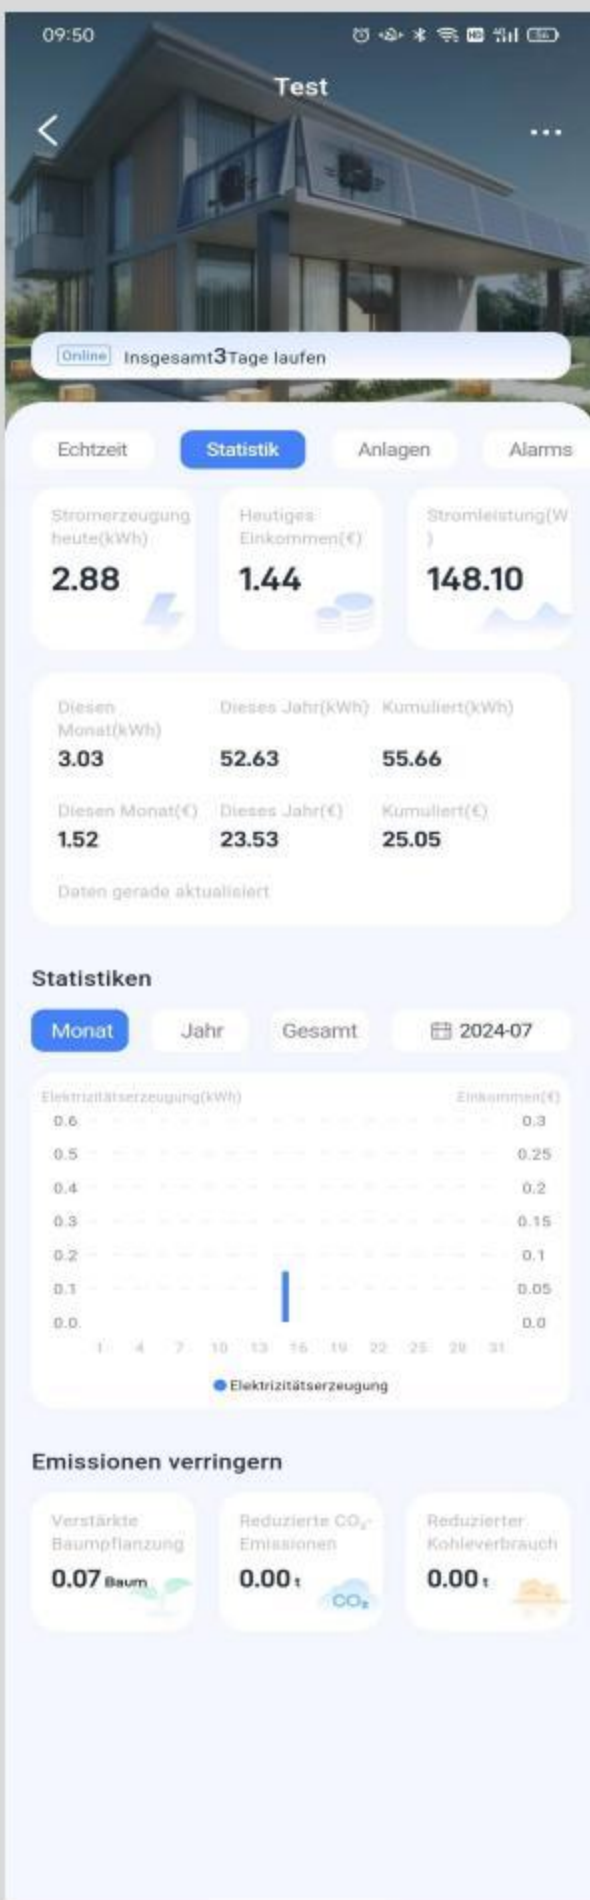 09:50
Test
Online Insgesamt3Tage laufen
Echtzeit Statistik Anlagen Alarms
Stromerzeugung heute(kWh)
2.88
Heutiges Einkommen(€)
1.44
Stromleistung(W)
148.10
Diesen Monat(kWh) Dieses Jahr(kWh) Kumuliert(kWh)
3.03 52.63 55.66
Diesen Monat(€) Dieses Jahr(€) Kumuliert(€)
1.52 23.53 25.05
Daten gerade aktualisiert
Statistiken
Monat Jahr Gesamt 2024-07
Elektrizitätserzeugung(kWh) Einkommen(€)
0.6 0.3
0.5 0.25
0.4 0.2
0.3 0.15
0.2 0.1
0.1 0.05
0.0 0.0
1 4 7 10 13 16 19 22 25 28 31
Elektrizitätserzeugung
Emissionen verringern
Verstärkte
Baumpflanzung
0.07 Baum
Reduzierte CO₂-
Emissionen
0.00 t
CO₂
Reduzierter
Kohleverbrauch
0.00 t